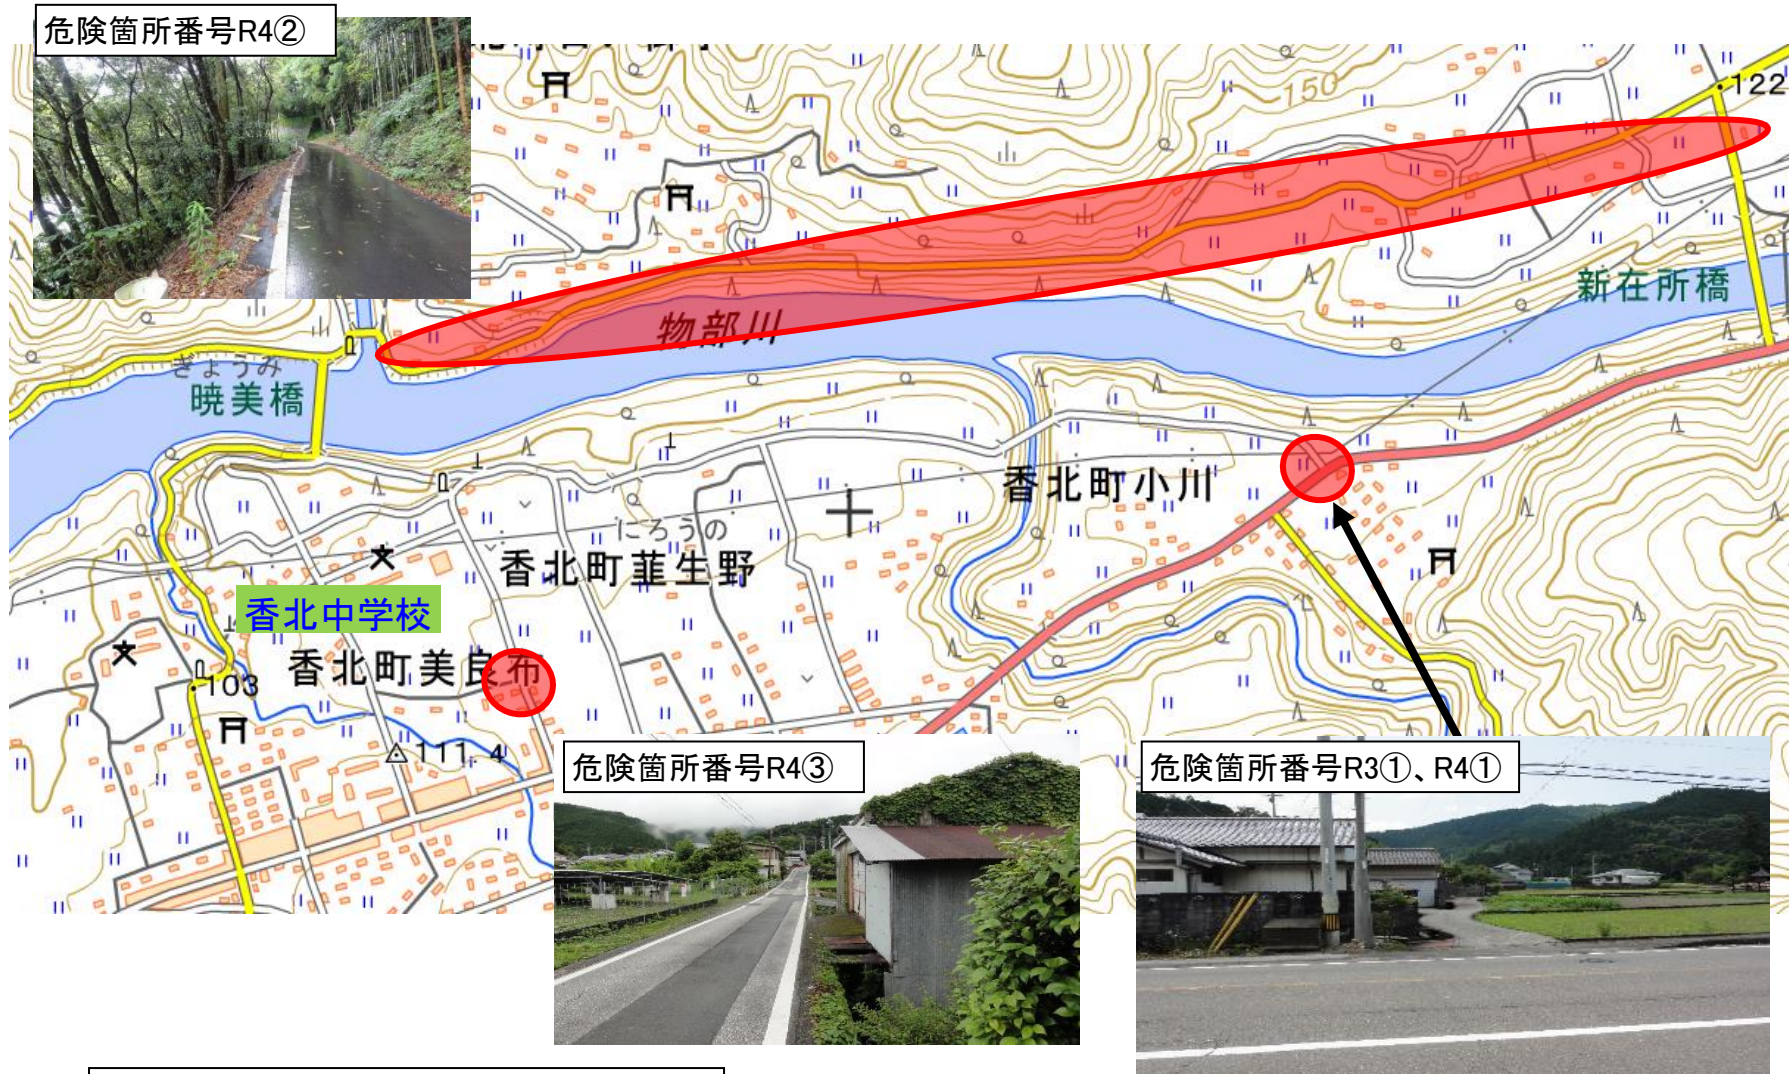 危険箇所番号R4②
150
122
新在所橋
物部川
ぎょうみ
暁美橋
香北町小川
にろうの
香北町韮生野
香北中学校
香北町美良布
103
111.4
危険箇所番号R4③
危険箇所番号R3①、R4①